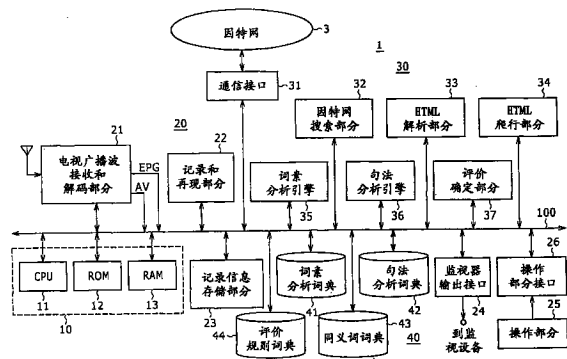 因特网
3
1
通信接口
31
30
32
因特网
搜索部分
33
HTML
解析部分
34
HTML
爬行部分
20
21
电视广播波
接收和
解码部分
EPG
AV
22
记录和
再现部分
词素
分析引擎
35
句法
分析引擎
36
评价
确定部分
37
100
CPU
11
ROM
12
RAM
13
10
记录信息
存储部分
23
词素
分析词典
41
句法
分析词典
42
监视器
输出接口
24
26
操作
部分接口
评价
规则词典
44
同义词词典
43
40
到监
视设备
25
操作部分